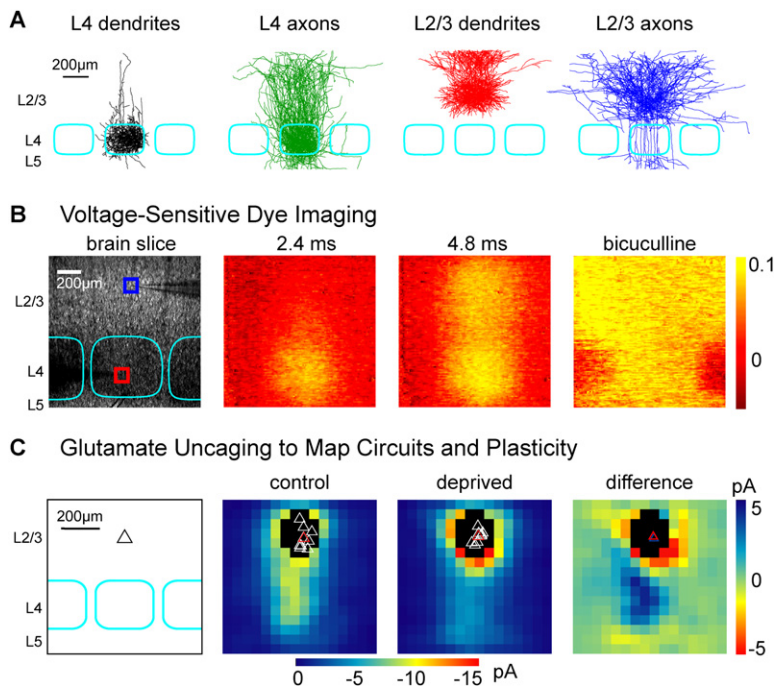 A
L4 dendrites
L4 axons
L2/3 dendrites
L2/3 axons
200µm
L2/3
L4
L5
B Voltage-Sensitive Dye Imaging
brain slice
2.4 ms
4.8 ms
bicuculline
200µm
L2/3
L4
L5
0.1
0
C Glutamate Uncaging to Map Circuits and Plasticity
control
deprived
difference
pA
200µm
L2/3
L4
L5
5
0
-5
0 -5 -10 -15 pA